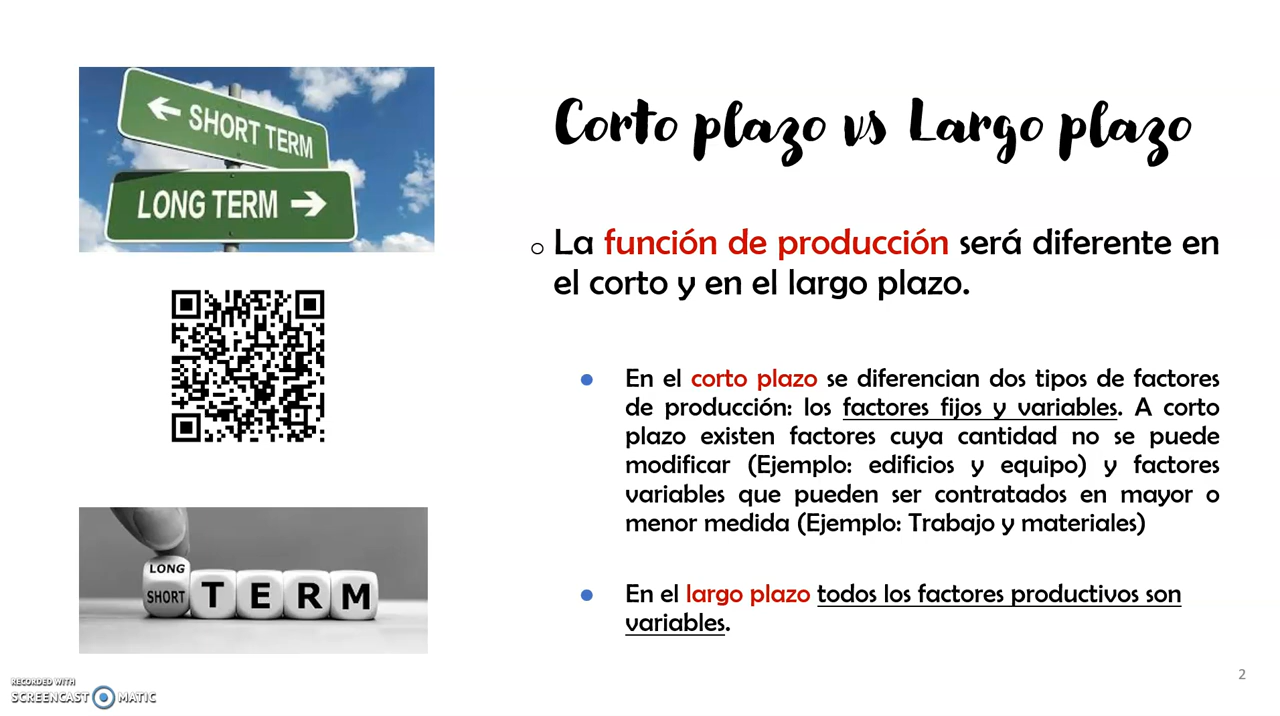 SHORT TERM
LONG TERM
Corto plazo vs Largo plazo
La función de producción será diferente en
el corto y en el largo plazo.
En el corto plazo se diferencian dos tipos de factores
de producción: los factores fijos y variables. A corto
plazo existen factores cuya cantidad no se puede
modificar (Ejemplo: edificios y equipo) y factores
variables que pueden ser contratados en mayor o
menor medida (Ejemplo: Trabajo y materiales)
En el largo plazo todos los factores productivos son
variables.
LONG
SHORT TERM
RECORDED WITH
SCREENCAST MATIC
2